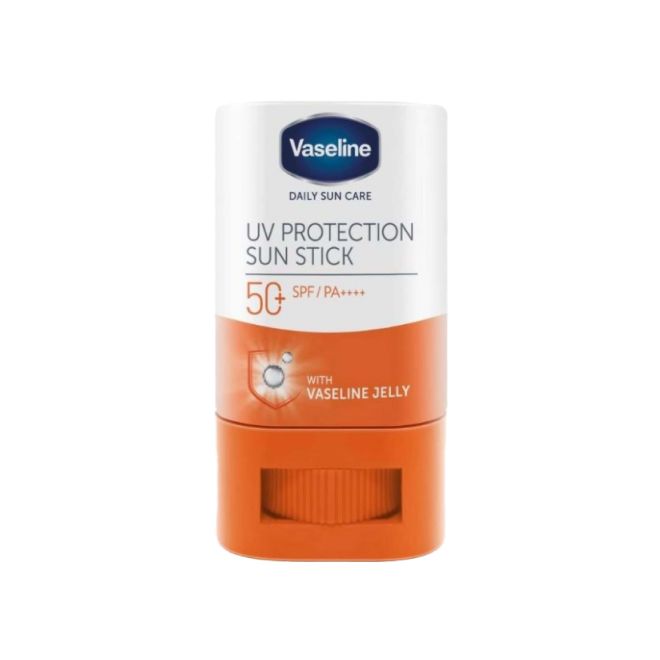 Vaseline
DAILY SUN CARE
UV PROTECTION
SUN STICK
50+ SPF / PA++++
WITH
VASELINE JELLY